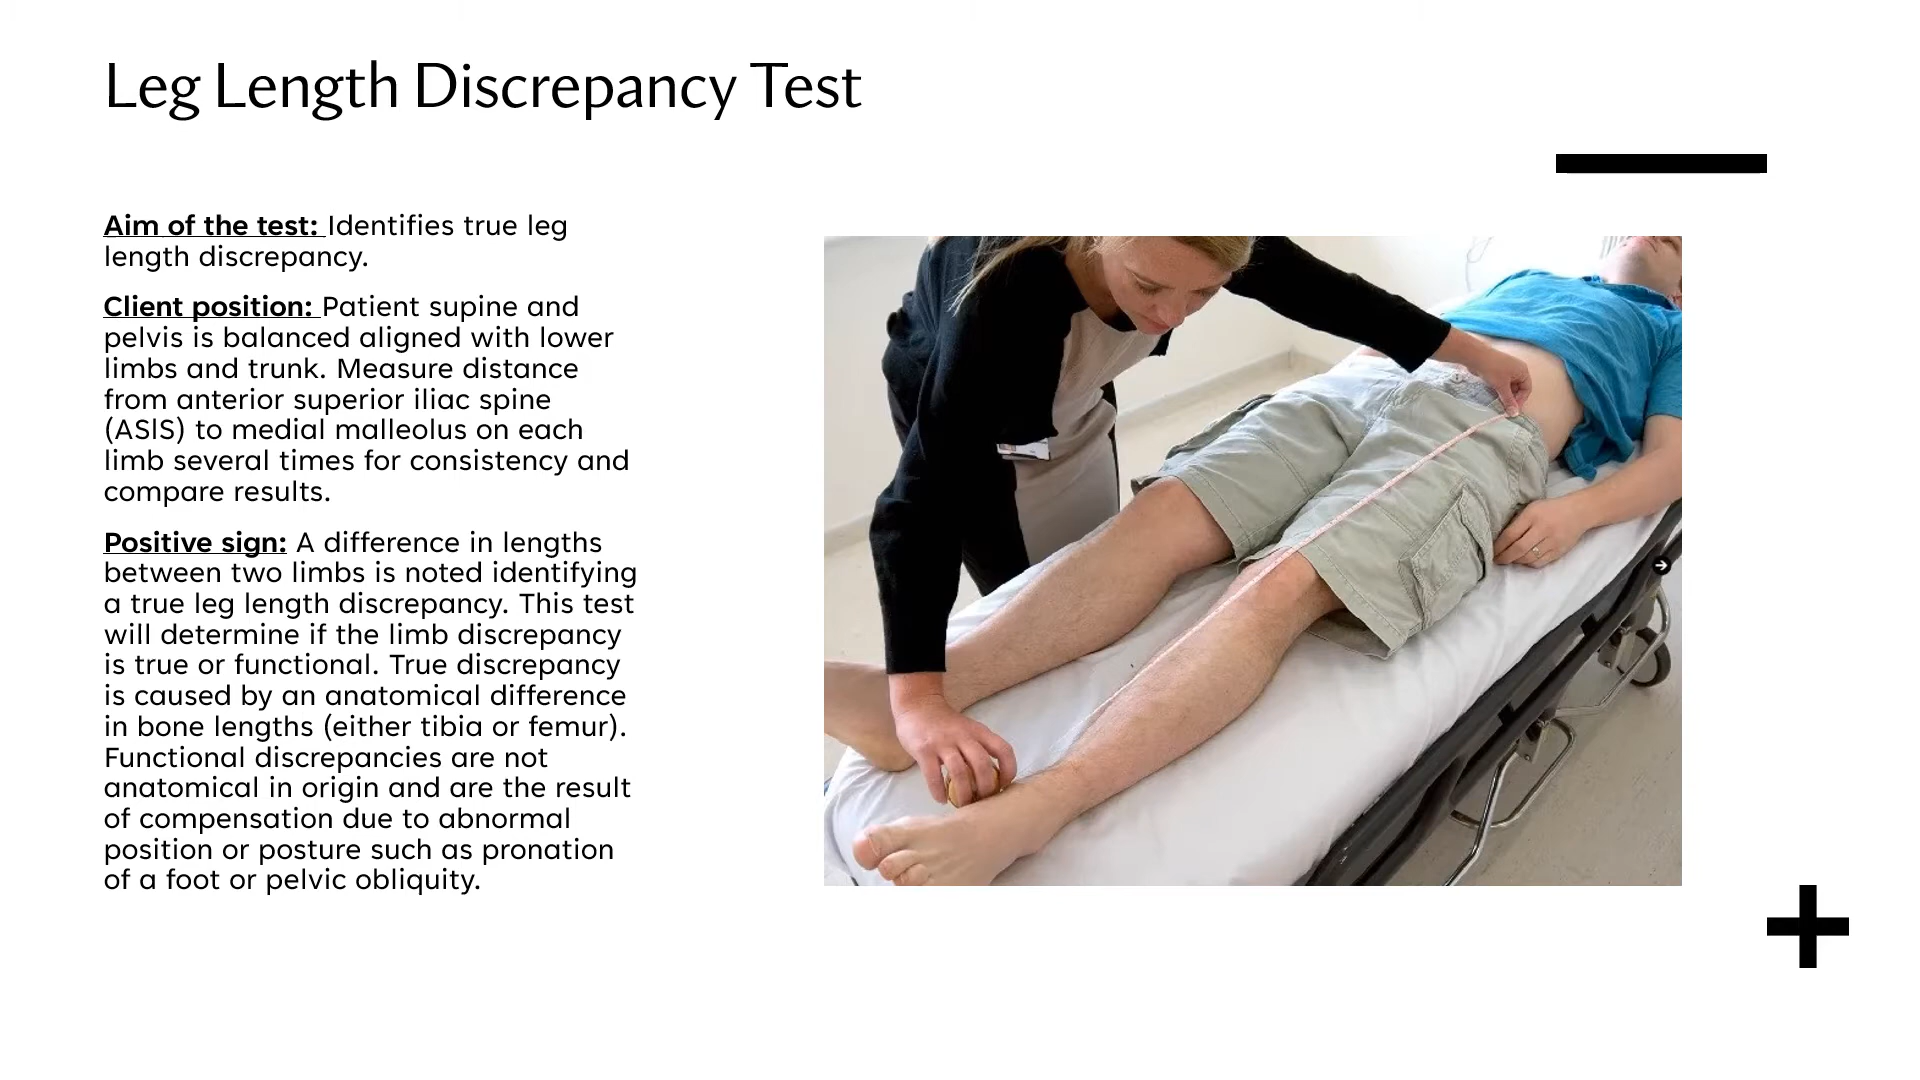 Leg Length Discrepancy Test
Aim of the test: Identifies true leg
length discrepancy.
Client position: Patient supine and
pelvis is balanced aligned with lower
limbs and trunk. Measure distance
from anterior superior iliac spine
(ASlS) to medial malleolus on each
limb several times for consistency and
compare results.
Positive sign: A difference in lengths
between two limbs is noted identifying
a true leg length discrepancy. This test
will determine if the limb discrepancy
is true or functional. True discrepancy
is caused by an anatomical difference
in bone lengths (either tibia or femur).
Functional discrepancies are not
anatomical in origin and are the result
of compensation due to abnormal
position or posture such as pronation
of a foot or pelvic obliquity.